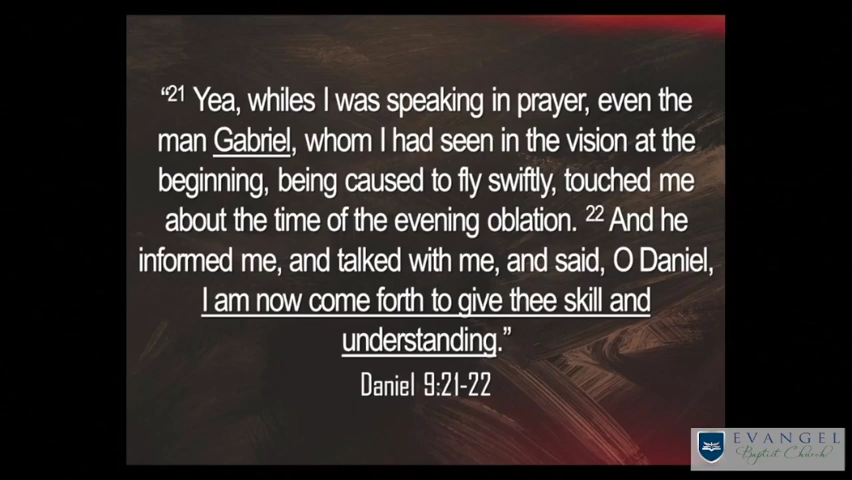 “21 Yea, whiles I was speaking in prayer, even the
man Gabriel, whom I had seen in the vision at the
beginning, being caused to fly swiftly, touched me
about the time of the evening oblation. 22 And he
informed me, and talked with me, and said, O Daniel,
I am now come forth to give thee skill and
understanding.”
Daniel 9:21-22
EVANGEL
Baptist Church